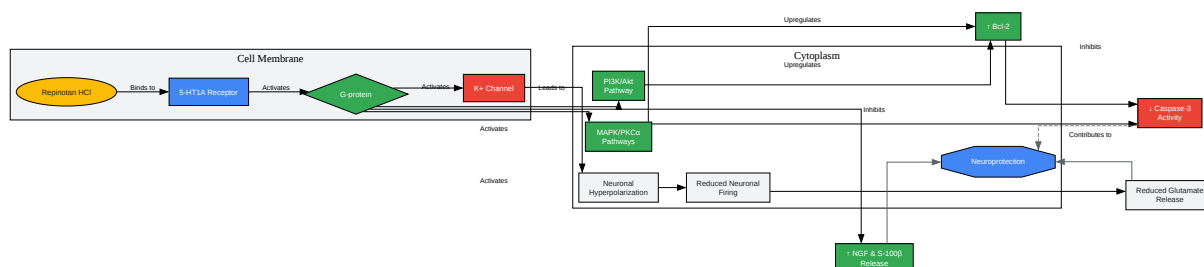 Upregulates
↑ Bcl-2
Inhibits
Cell Membrane
Cytoplasm
Upregulates
Repinotan HCl
Binds to
5-HT1A Receptor
Activates
G-protein
Activates
K+ Channel
Leads to
PI3K/Akt
Pathway
Inhibits
↓ Caspase-3
Activity
Activates
MAPK/PKCα
Pathways
Contributes to
Neuroprotection
Activates
Neuronal
Hyperpolarization
Reduced Neuronal
Firing
Reduced Glutamate
Release
↑ NGF & S-100β
Release